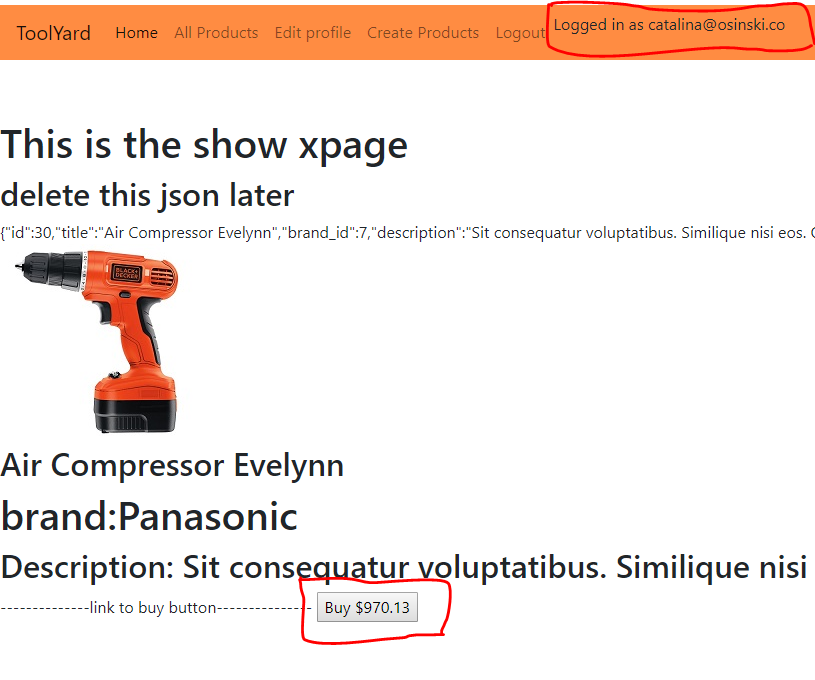 ToolYard Home All Products Edit profile Create Products Logout Logged in as catalina@osinski.co
This is the show xpage
delete this json later
{"id":30,"title":"Air Compressor Evelynn","brand_id":7,"description":"Sit consequatur voluptatibus. Similique nisi eos.
BLACK+
DECKER
Air Compressor Evelynn
brand:Panasonic
Description: Sit consequatur voluptatibus. Similique nisi
--------------link to buy button--------------- Buy $970.13